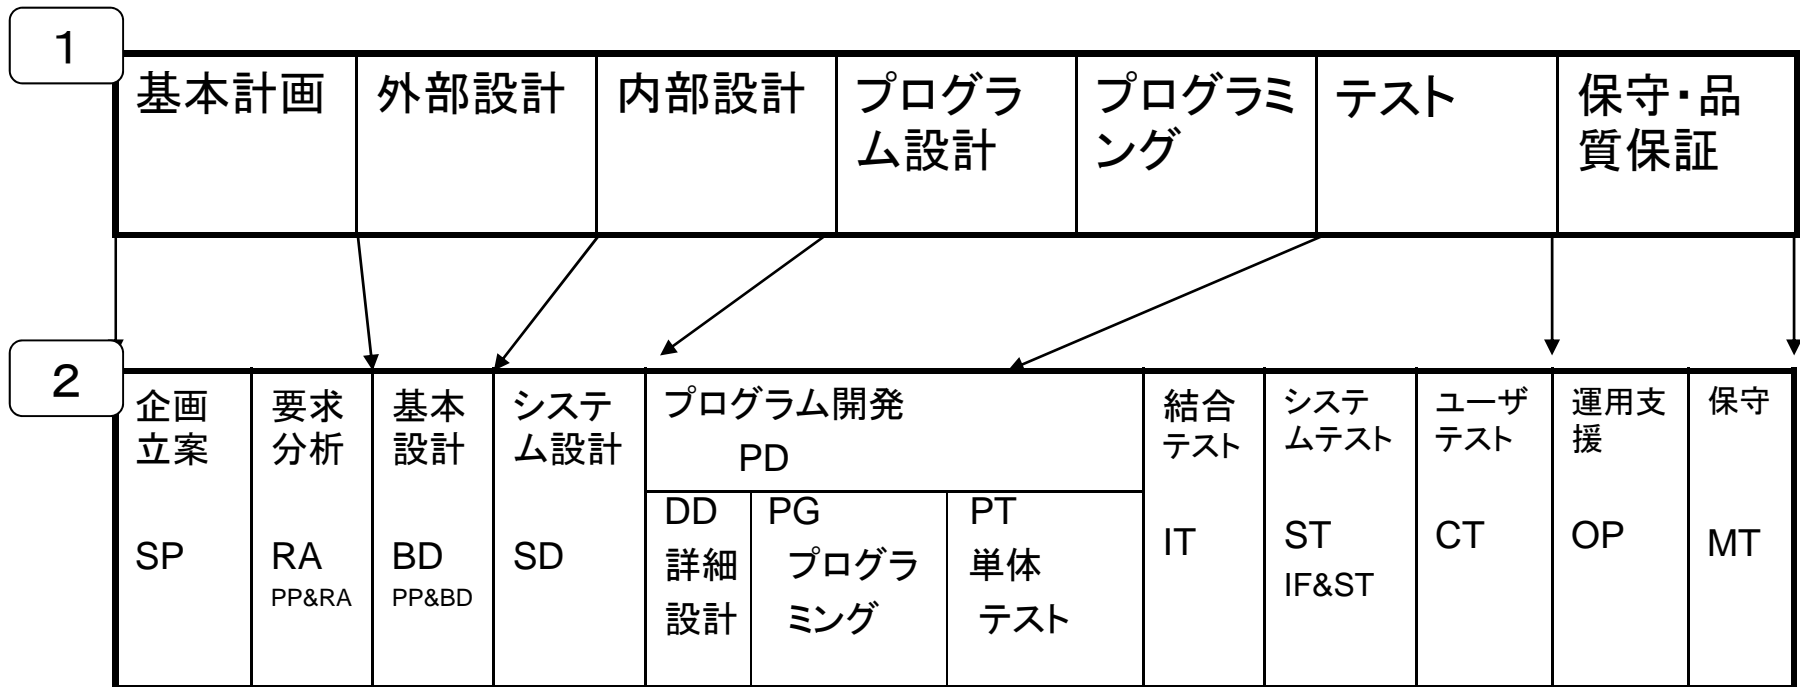 1
基本計画
外部設計
内部設計
プログラ
ム設計
プログラミ
ング
テスト
保守・品
質保証
2
企画
立案
SP
要求
分析
RA
PP&RA
基本
設計
BD
PP&BD
システ
ム設計
SD
プログラム開発
PD
DD
詳細
設計
PG
プログラ
ミング
PT
単体
テスト
結合
テスト
IT
システ
ムテスト
ST
IF&ST
ユーザ
テスト
CT
運用支
援
OP
保守
MT